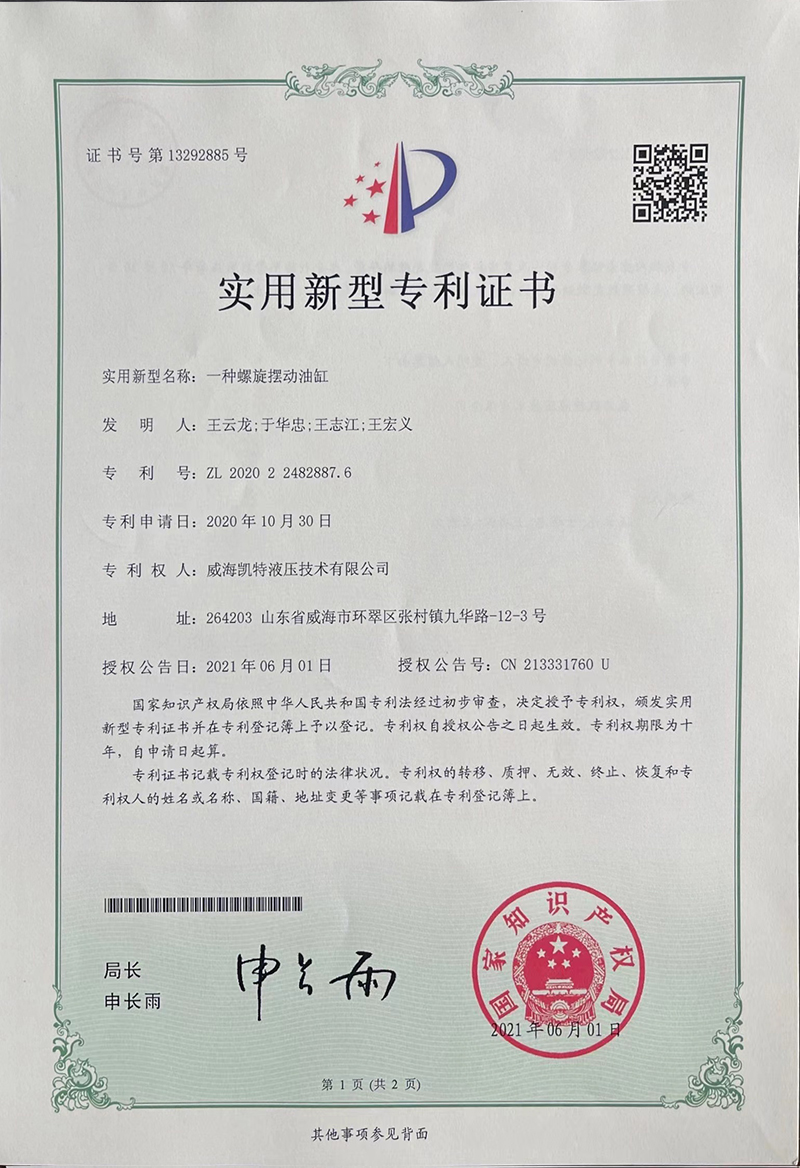 证书号第13292885号
实用新型专利证书
实用新型名称：一种螺旋摆动油缸
发明人：王云龙;于华忠;王志江;王宏义
专利号：ZL 2020 2 2482887.6
专利申请日：2020年10月30日
专利权人：威海凯特液压技术有限公司
地址：264203 山东省威海市环翠区张村镇九华路-12-3号
授权公告日：2021年06月01日 授权公告号：CN 213331760 U
国家知识产权局依照中华人民共和国专利法经过初步审查，决定授予专利权，颁发实用
新型专利证书并在专利登记簿上予以登记。专利权自授权公告之日起生效。专利权期限为十
年，自申请日起算。
专利证书记载专利权登记时的法律状况。专利权的转移、质押、无效、终止、恢复和专
利权人的姓名或名称、国籍、地址变更等事项记载在专利登记簿上。
局长
申长雨
申长雨
国家知识产权局
2021年06月01日
第 1 页 (共 2 页)
其他事项参见背面